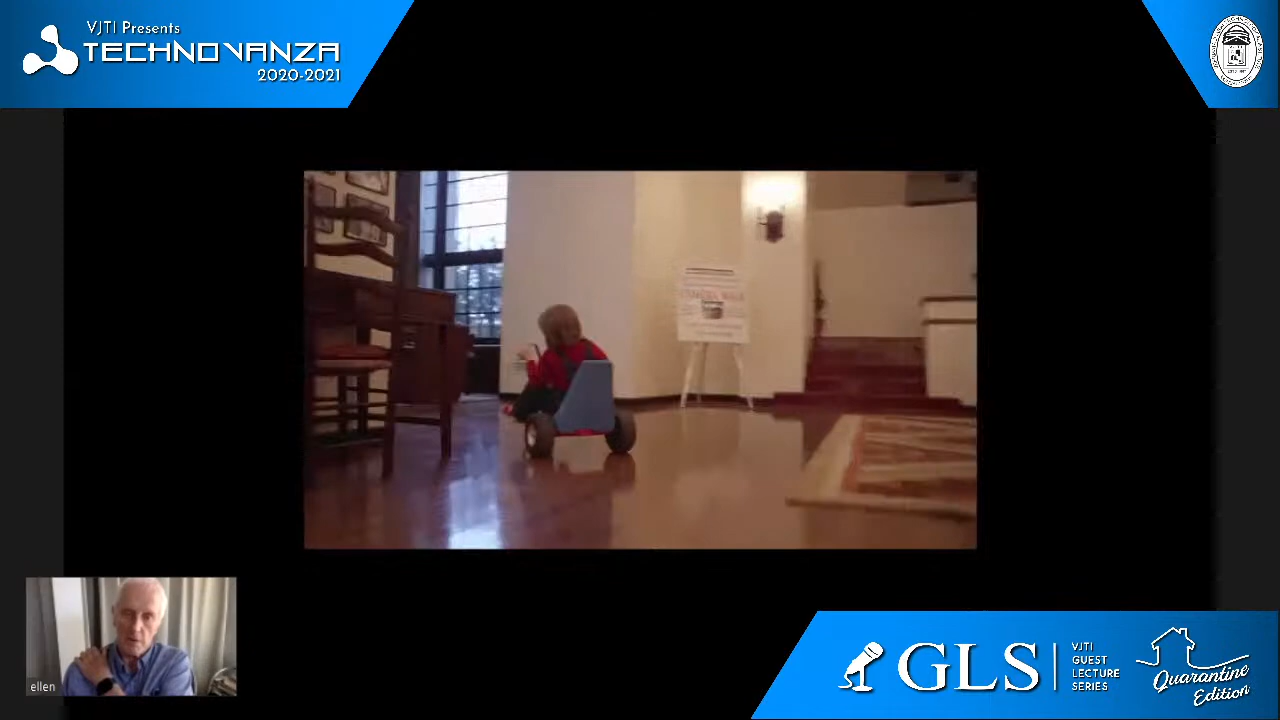 VJTI Presents
TECHNOVANZA
2020-2021
ellen
GLS
VJTI
GUEST
LECTURE
SERIES
Quarantine
Edition